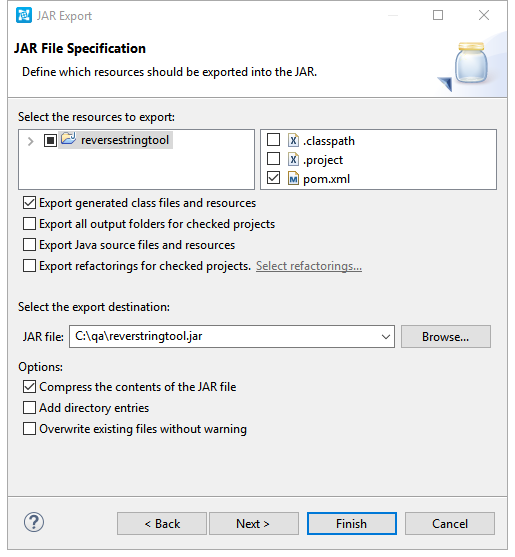 JAR Export
JAR File Specification
Define which resources should be exported into the JAR.
Select the resources to export:
reversestringtool
.classpath
.project
pom.xml
Export generated class files and resources
Export all output folders for checked projects
Export Java source files and resources
Export refactorings for checked projects. Select refactorings...
Select the export destination:
JAR file: C:\qa\reverstringtool.jar Browse...
Options:
Compress the contents of the JAR file
Add directory entries
Overwrite existing files without warning
? < Back Next > Finish Cancel